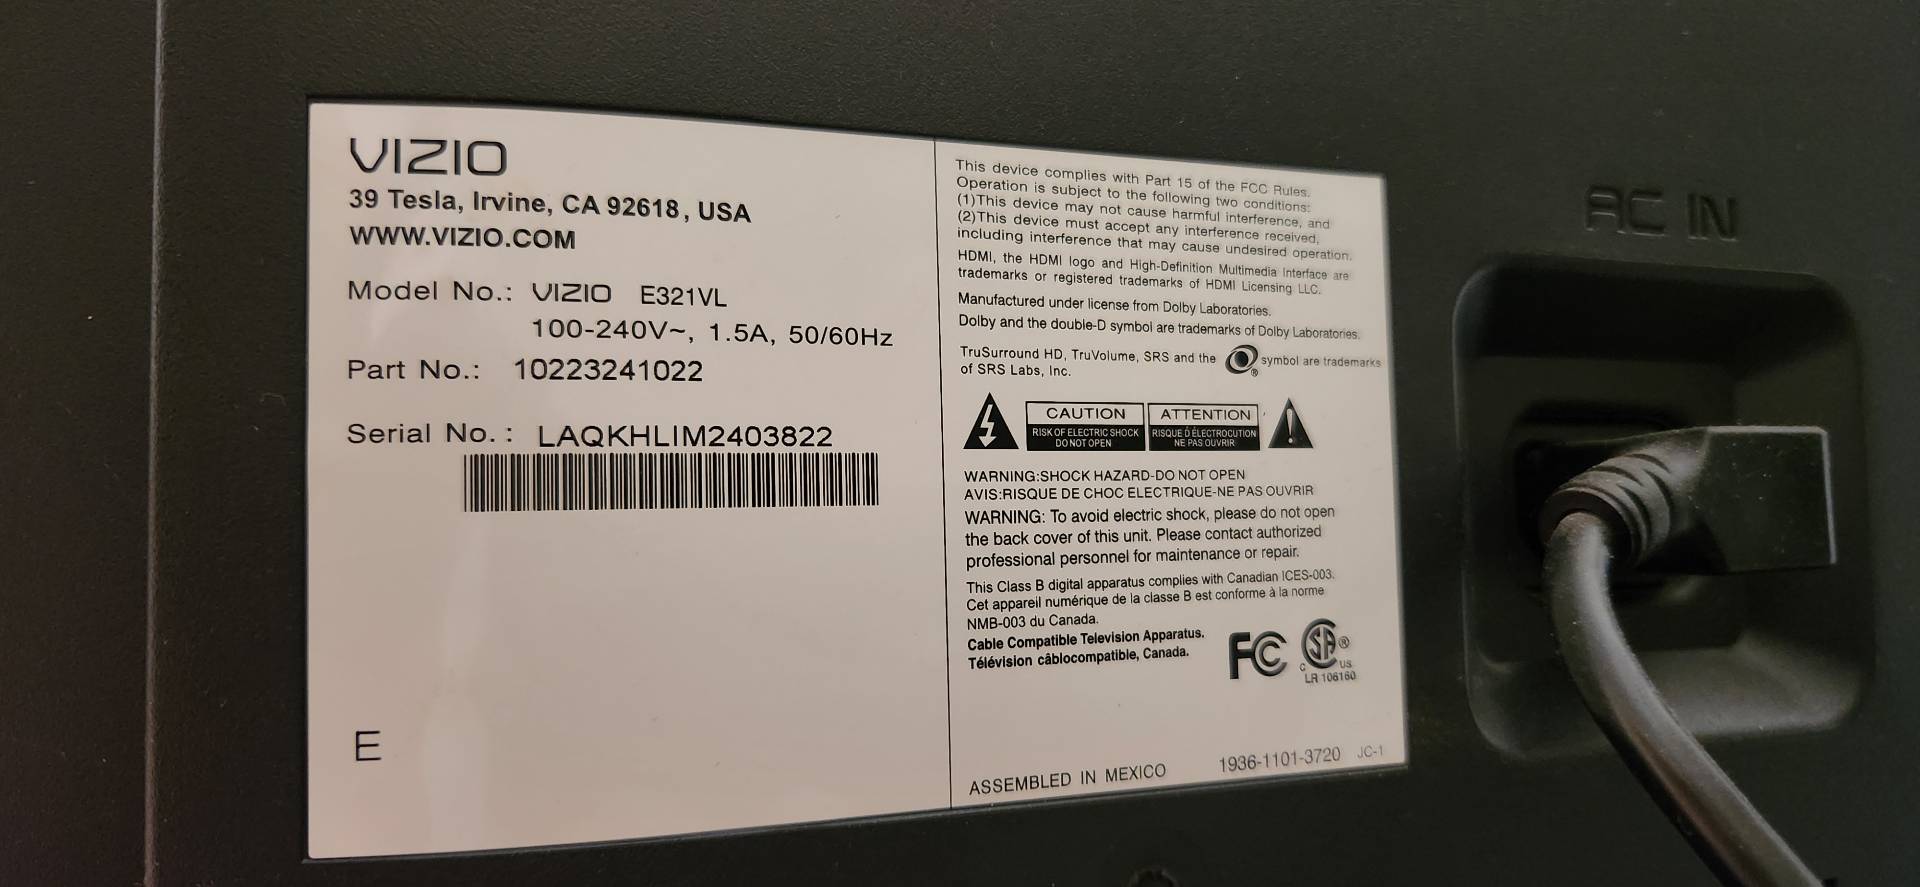 VIZIO
39 Tesla, Irvine, CA 92618, USA
WWW.VIZIO.COM
Model No.: VIZIO E321VL
100-240V~, 1.5A, 50/60Hz
Part No.: 10223241022
Serial No.: LAQKHLIM2403822
E
This device complies with Part 15 of the FCC Rules.
Operation is subject to the following two conditions:
(1)This device may not cause harmful interference, and
(2)This device must accept any interference received,
including interference that may cause undesired operation.
HDMI, the HDMI logo and High-Definition Multimedia Interface are
trademarks or registered trademarks of HDMI Licensing LLC.
Manufactured under license from Dolby Laboratories.
Dolby and the double-D symbol are trademarks of Dolby Laboratories.
TruSurround HD, TruVolume, SRS and the ® symbol are trademarks
of SRS Labs, Inc.
CAUTION
RISK OF ELECTRIC SHOCK
DO NOT OPEN
ATTENTION
RISQUE D'ÉLECTROCUTION
NE PAS OUVRIR
WARNING:SHOCK HAZARD-DO NOT OPEN
AVIS:RISQUE DE CHOC ELECTRIQUE-NE PAS OUVRIR
WARNING: To avoid electric shock, please do not open
the back cover of this unit. Please contact authorized
professional personnel for maintenance or repair.
This Class B digital apparatus complies with Canadian ICES-003.
Cet appareil numérique de la classe B est conforme à la norme
NMB-003 du Canada.
Cable Compatible Television Apparatus.
Télévision câblocompatible, Canada.
FC
C SA® US
LR 106160
ASSEMBLED IN MEXICO 1936-1101-3720 JC-1
AC IN